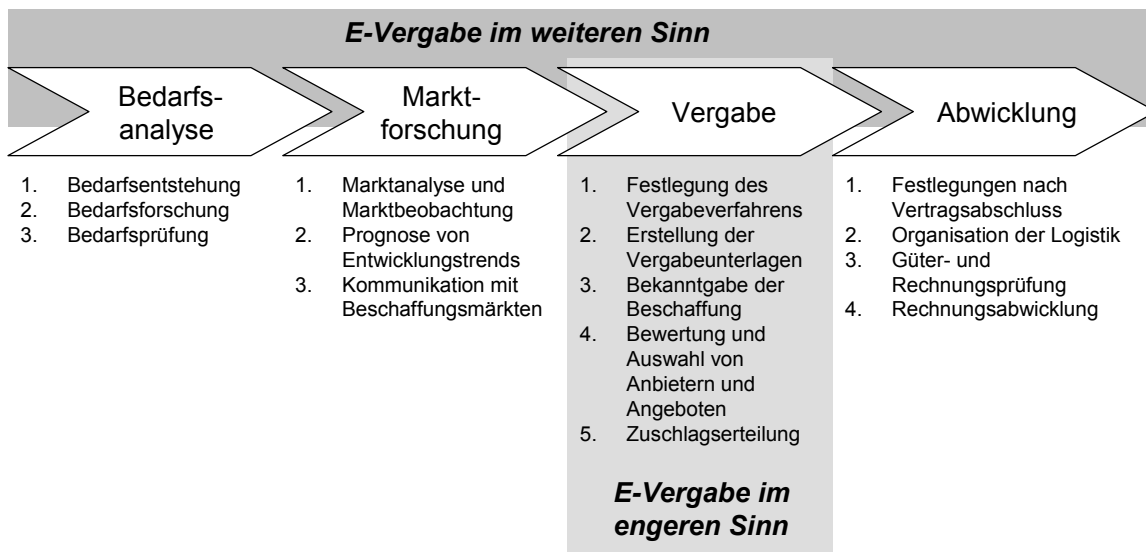 E-Vergabe im weiteren Sinn
Bedarfs-
analyse
Markt-
forschung
Vergabe
Abwicklung
1. Bedarfsentstehung
2. Bedarfsforschung
3. Bedarfsprüfung
1. Marktanalyse und
Marktbeobachtung
2. Prognose von
Entwicklungstrends
3. Kommunikation mit
Beschaffungsmärkten
1. Festlegung des
Vergabeverfahrens
2. Erstellung der
Vergabeunterlagen
3. Bekanntgabe der
Beschaffung
4. Bewertung und
Auswahl von
Anbietern und
Angeboten
5. Zuschlagserteilung
E-Vergabe im
engeren Sinn
1. Festlegungen nach
Vertragsabschluss
2. Organisation der Logistik
3. Güter- und
Rechnungsprüfung
4. Rechnungsabwicklung